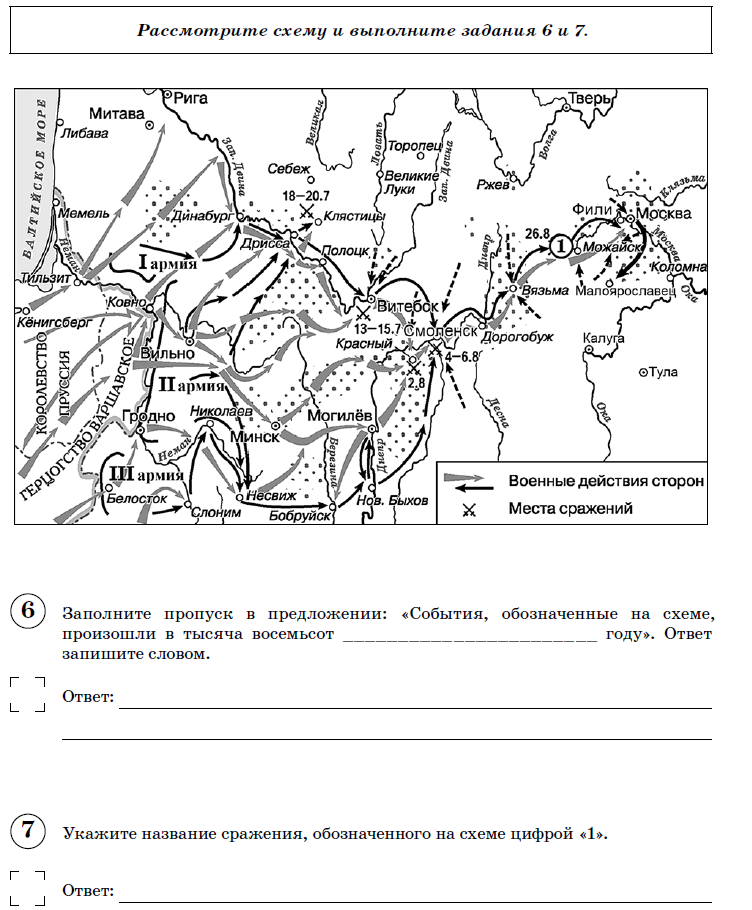 Рассмотрите схему и выполните задания 6 и 7.
БАЛТИЙСКОЕ МОРЕ
Рига
Митава
Либава
Мемель
Неман
Тильзит
Кёнигсберг
КОРОЛЕВСТВО
ПРУССИЯ
ГЕРЦОГСТВО ВАРШАВСКОЕ
Зап. Двина
Динабург
Дрисса
I армия
Ковно
Вильно
II армия
Гродно
Николаев
Неман
Минск
III армия
Белосток
Слоним
Несвиж
Бобруйск
Березина
Великая
Себеж
18–20.7
Клястицы
Полоцк
Ловать
Торопец
Великие
Луки
Зап. Двина
Витебск
13–15.7
Смоленск
Красный
4–6.8
2.8
Могилёв
Днепр
Нов. Быхов
Тверь
Волга
Ржев
Днепр
Вязьма
Дорогобуж
Десна
26.8
1
Фили
Москва
Можайск
Клязьма
Москва
Коломна
Ока
Малоярославец
Калуга
Тула
Ока
Военные действия сторон
Места сражений
6
Заполните пропуск в предложении: «События, обозначенные на схеме,
произошли в тысяча восемьсот ________________________ году». Ответ
запишите словом.
Ответ:
7
Укажите название сражения, обозначенного на схеме цифрой «1».
Ответ: